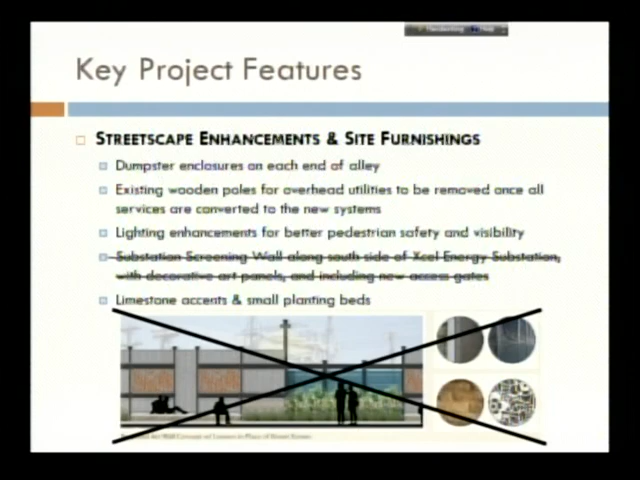 Key Project Features
STREETSCAPE ENHANCEMENTS & SITE FURNISHINGS
Dumpster enclosures on each end of alley
Existing wooden poles for overhead utilities to be removed once all
services are converted to the new systems
Lighting enhancements for better pedestrian safety and visibility
Substation Screening Wall along south side of Xcel Energy Substation,
with decorative art panels, and including new access gates
Limestone accents & small planting beds